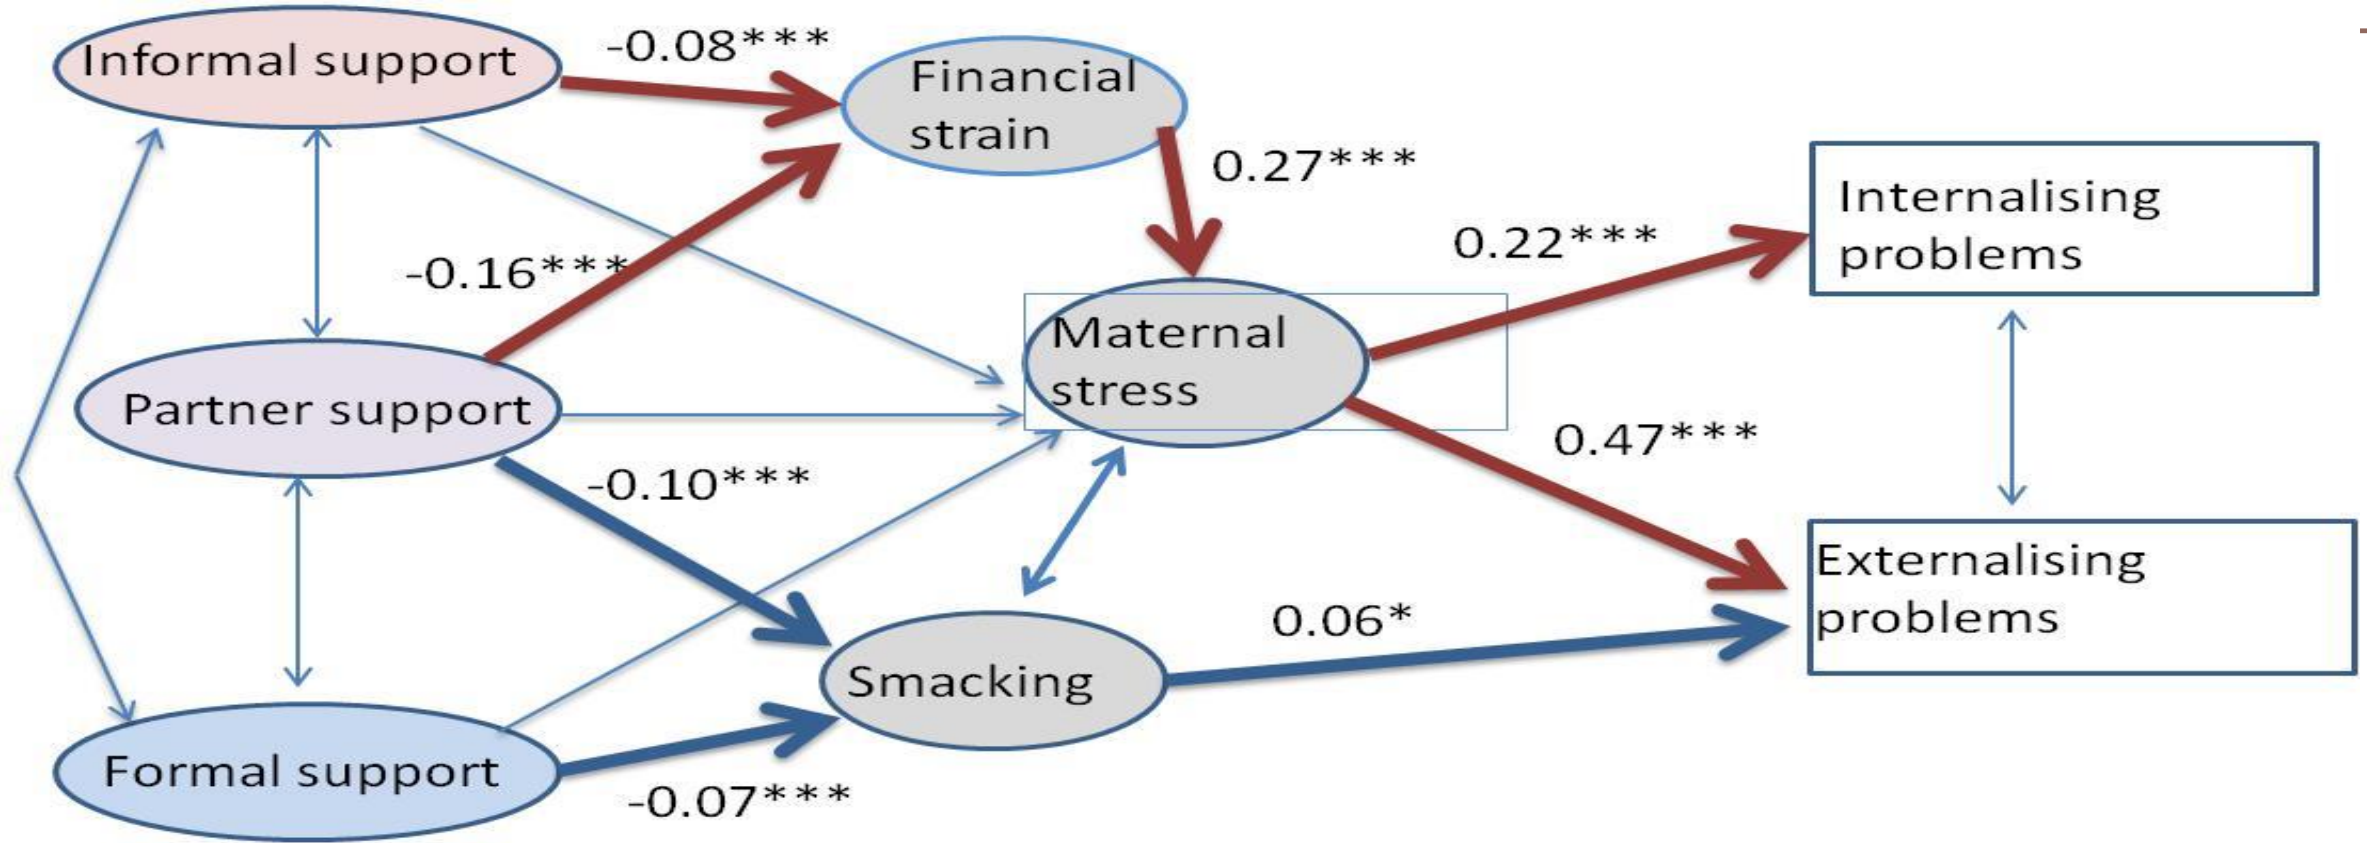 Informal support
-0.08***
Financial
strain
0.27***
Internalising
problems
0.22***
-0.16***
Maternal
stress
Partner support
0.47***
-0.10***
Externalising
problems
0.06*
Smacking
Formal support
-0.07***